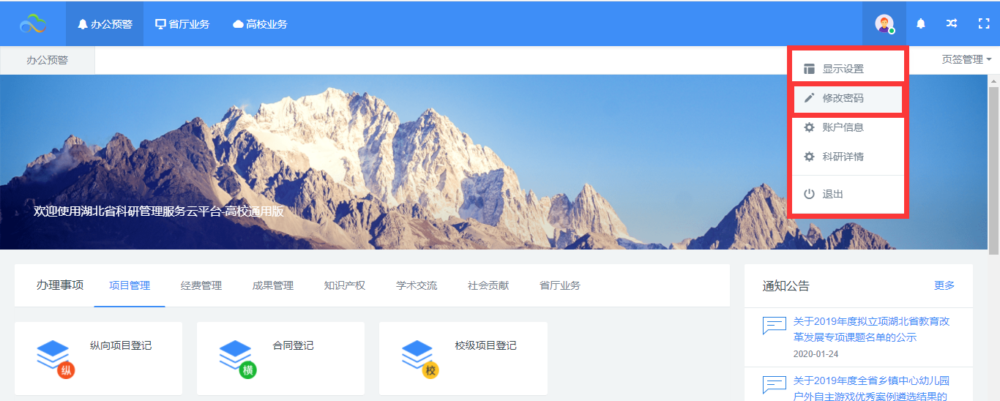 办公预警
省厅业务
高校业务
办公预警
页签管理
显示设置
修改密码
账户信息
科研详情
退出
欢迎使用湖北省科研管理服务云平台-高校通用版
办理事项
项目管理
经费管理
成果管理
知识产权
学术交流
社会贡献
省厅业务
纵向项目登记
纵
合同登记
横
校级项目登记
校
通知公告
更多
关于2019年度拟立项湖北省教育改
革发展专项课题名单的公示
2020-01-24
关于2019年度全省乡镇中心幼儿园
户外自主游戏优秀案例遴选结果的